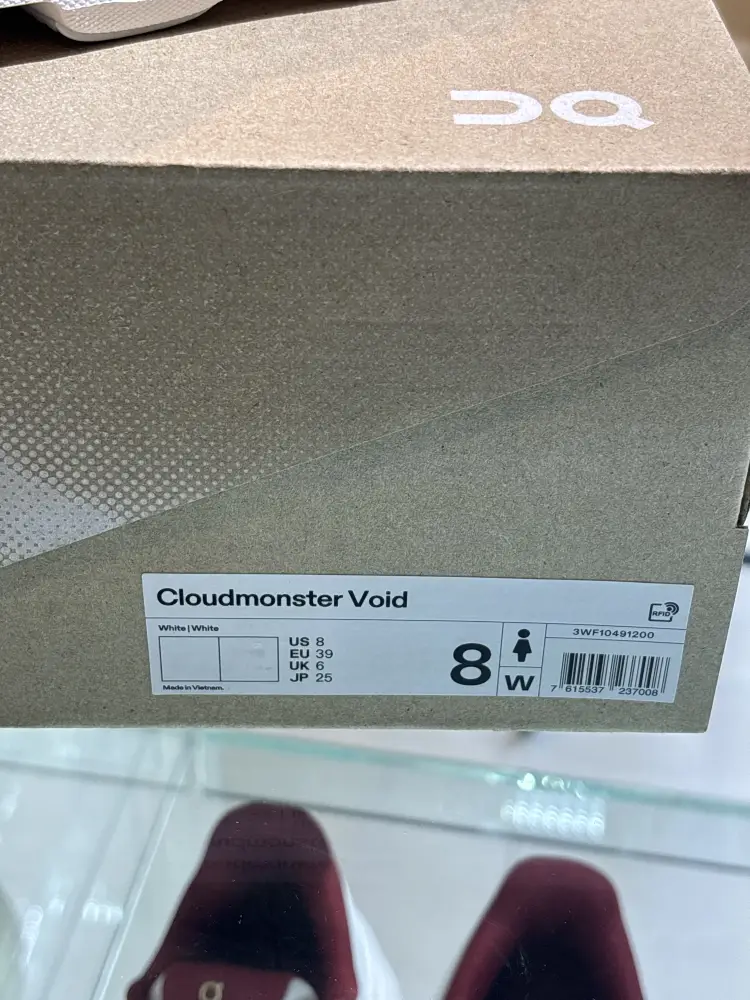 Cloudmonster Void
RFID
White | White
US 8
EU 39
UK 6
JP 25
8
W
3WF10491200
7 615537 237008
Made in Vietnam.